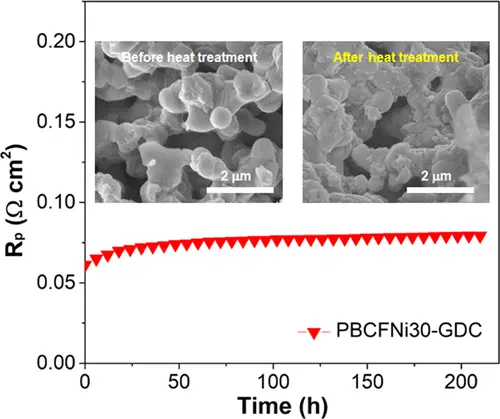 0.20
0.15
0.10
0.05
0.00
Rp (Ω cm²)
Before heat treatment
2 μm
After heat treatment
2 μm
PBCFNi30-GDC
0 50 100 150 200
Time (h)